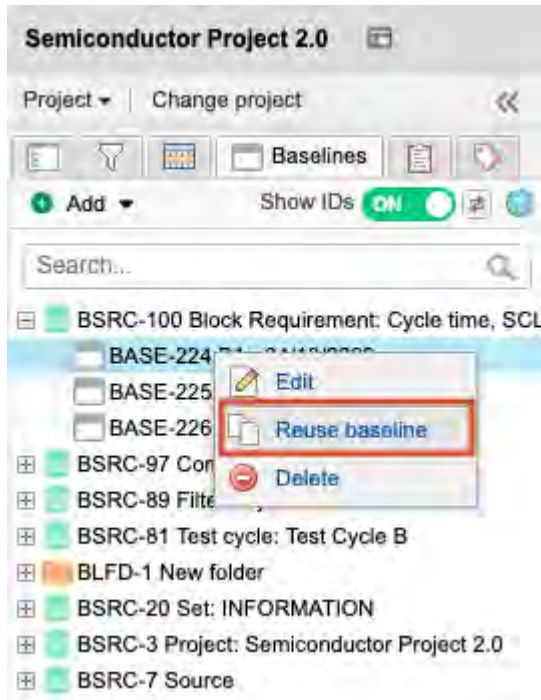 Semiconductor Project 2.0
Project Change project
Baselines
Add Show IDs ON
Search...
BSRC-100 Block Requirement: Cycle time, SCL
BASE-224
Edit
BASE-225
BASE-226
Reuse baseline
BSRC-97
Delete
BSRC-89
BSRC-81 Test cycle: Test Cycle B
BLFD-1 New folder
BSRC-20 Set: INFORMATION
BSRC-3 Project: Semiconductor Project 2.0
BSRC-7 Source